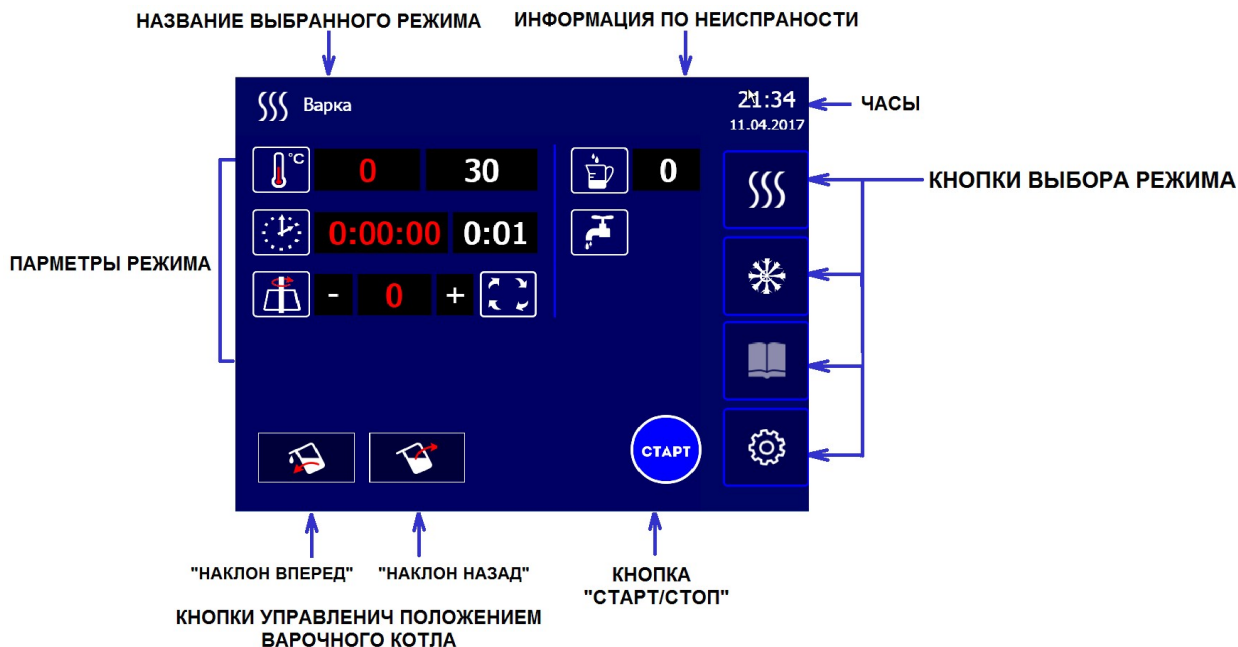 НАЗВАНИЕ ВЫБРАННОГО РЕЖИМА
ИНФОРМАЦИЯ ПО НЕИСПРАНОСТИ
Варка
21:34
11.04.2017
ЧАСЫ
°C
0
30
0
КНОПКИ ВЫБОРА РЕЖИМА
0:00:00
0:01
ПАРМЕТРЫ РЕЖИМА
-
0
+
СТАРТ
"НАКЛОН ВПЕРЕД"
"НАКЛОН НАЗАД"
КНОПКА
"СТАРТ/СТОП"
КНОПКИ УПРАВЛЕНИЧ ПОЛОЖЕНИЕМ
ВАРОЧНОГО КОТЛА